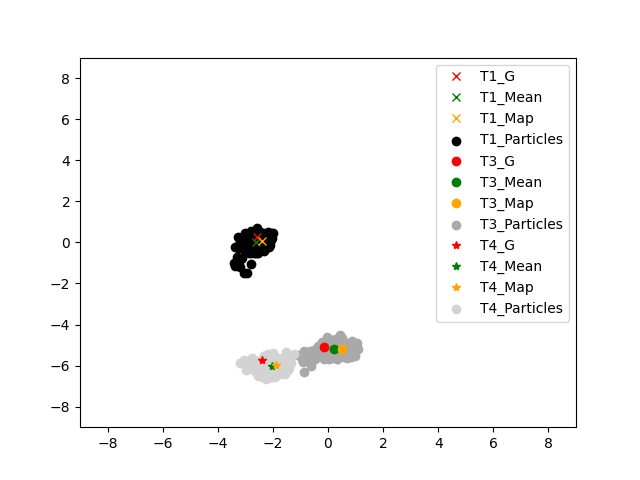 8
6
4
2
0
−2
−4
−6
−8
−8 −6 −4 −2 0 2 4 6 8
T1_G
T1_Mean
T1_Map
T1_Particles
T3_G
T3_Mean
T3_Map
T3_Particles
T4_G
T4_Mean
T4_Map
T4_Particles